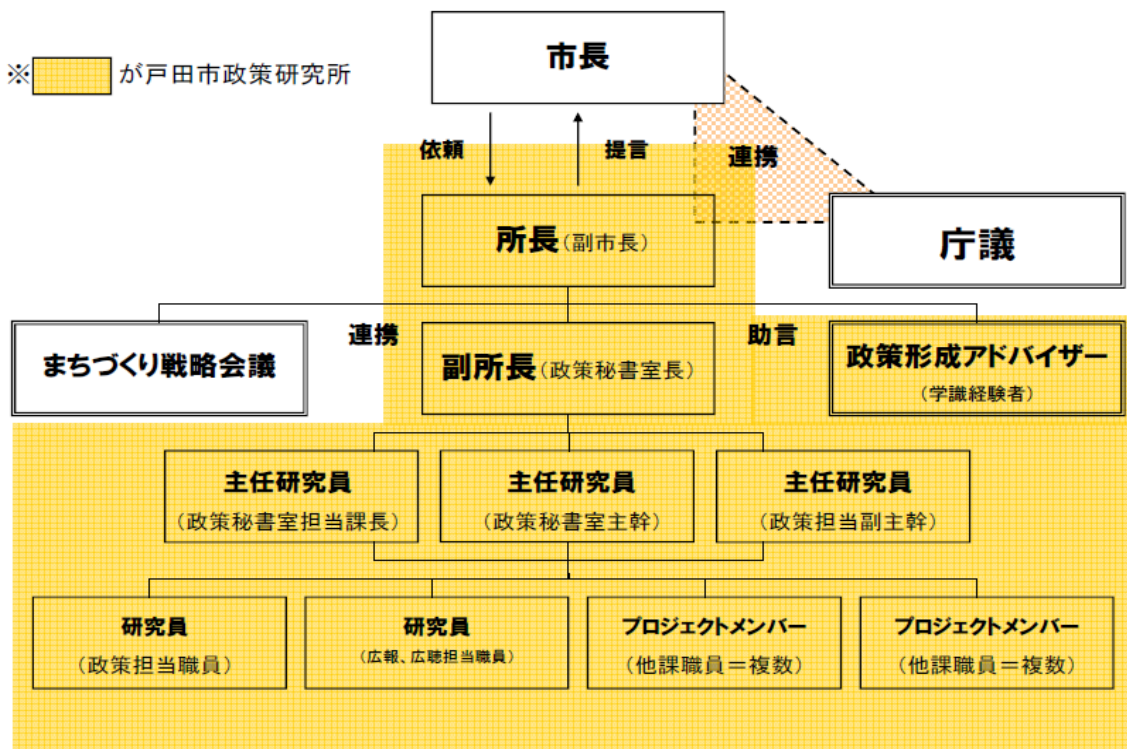 市長
※ が戸田市政策研究所
依頼
提言
連携
所長(副市長)
庁議
まちづくり戦略会議
連携
副所長(政策秘書室長)
助言
政策形成アドバイザー
(学識経験者)
主任研究員
(政策秘書室担当課長)
主任研究員
(政策秘書室主幹)
主任研究員
(政策担当副主幹)
研究員
(政策担当職員)
研究員
(広報、広聴担当職員)
プロジェクトメンバー
(他課職員=複数)
プロジェクトメンバー
(他課職員=複数)